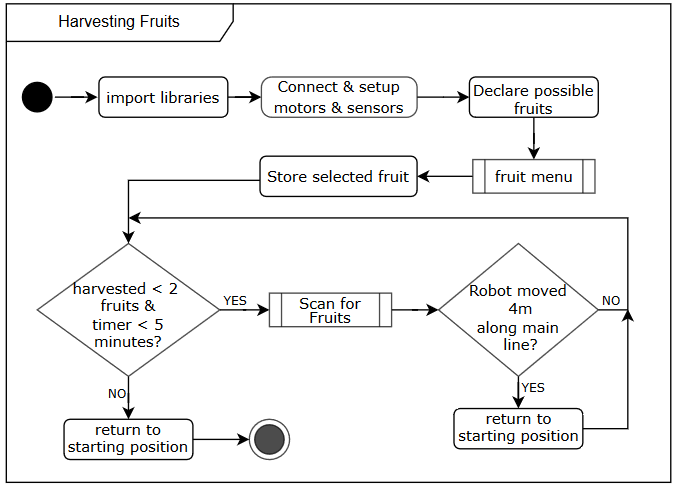 Harvesting Fruits
import libraries
Connect & setup
motors & sensors
Declare possible
fruits
Store selected fruit
fruit menu
harvested < 2
fruits &
timer < 5
minutes?
YES
Scan for
Fruits
Robot moved
4m
along main
line?
NO
NO
YES
return to
starting position
return to
starting position